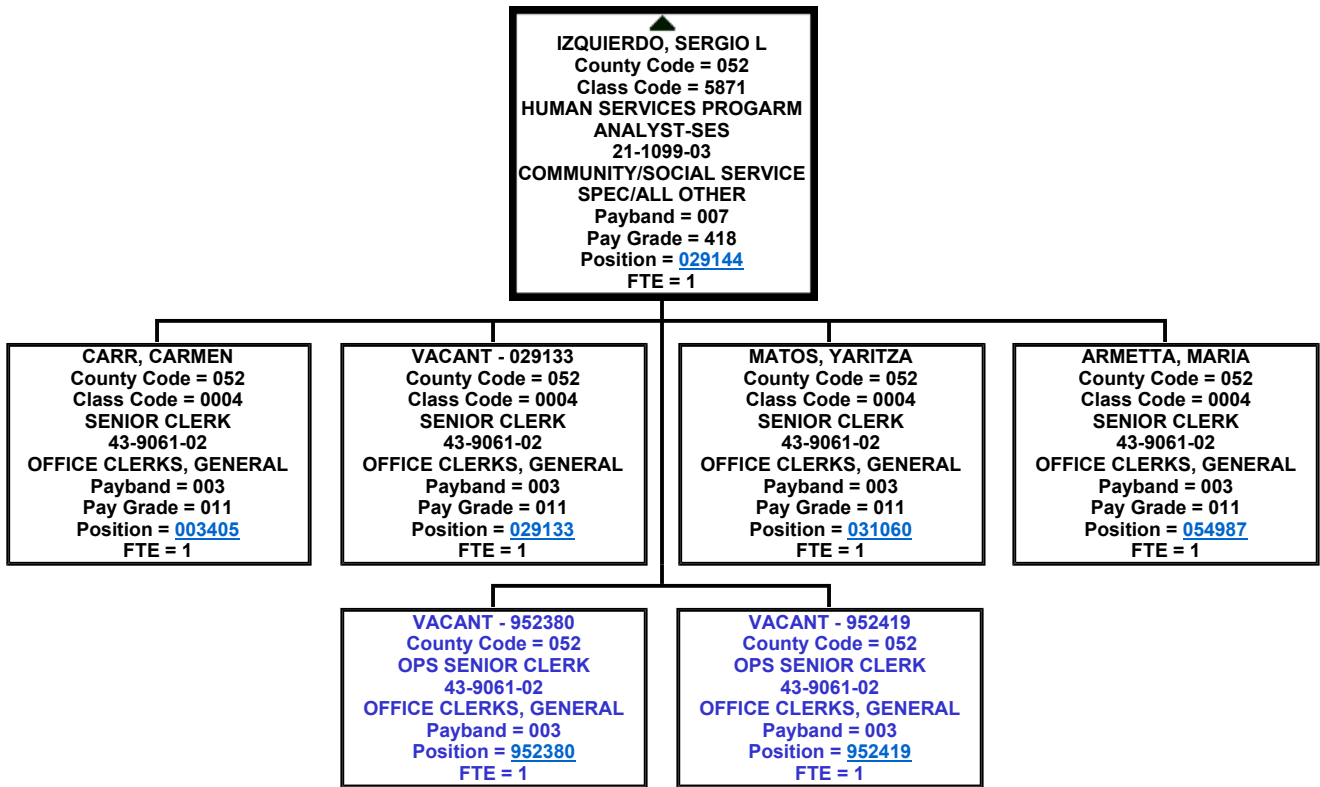 IZQUIERDO, SERGIO L
County Code = 052
Class Code = 5871
HUMAN SERVICES PROGARM
ANALYST-SES
21-1099-03
COMMUNITY/SOCIAL SERVICE
SPEC/ALL OTHER
Payband = 007
Pay Grade = 418
Position = 029144
FTE = 1
CARR, CARMEN
County Code = 052
Class Code = 0004
SENIOR CLERK
43-9061-02
OFFICE CLERKS, GENERAL
Payband = 003
Pay Grade = 011
Position = 003405
FTE = 1
VACANT - 029133
County Code = 052
Class Code = 0004
SENIOR CLERK
43-9061-02
OFFICE CLERKS, GENERAL
Payband = 003
Pay Grade = 011
Position = 029133
FTE = 1
MATOS, YARITZA
County Code = 052
Class Code = 0004
SENIOR CLERK
43-9061-02
OFFICE CLERKS, GENERAL
Payband = 003
Pay Grade = 011
Position = 031060
FTE = 1
ARMETTA, MARIA
County Code = 052
Class Code = 0004
SENIOR CLERK
43-9061-02
OFFICE CLERKS, GENERAL
Payband = 003
Pay Grade = 011
Position = 054987
FTE = 1
VACANT - 952380
County Code = 052
OPS SENIOR CLERK
43-9061-02
OFFICE CLERKS, GENERAL
Payband = 003
Position = 952380
FTE = 1
VACANT - 952419
County Code = 052
OPS SENIOR CLERK
43-9061-02
OFFICE CLERKS, GENERAL
Payband = 003
Position = 952419
FTE = 1